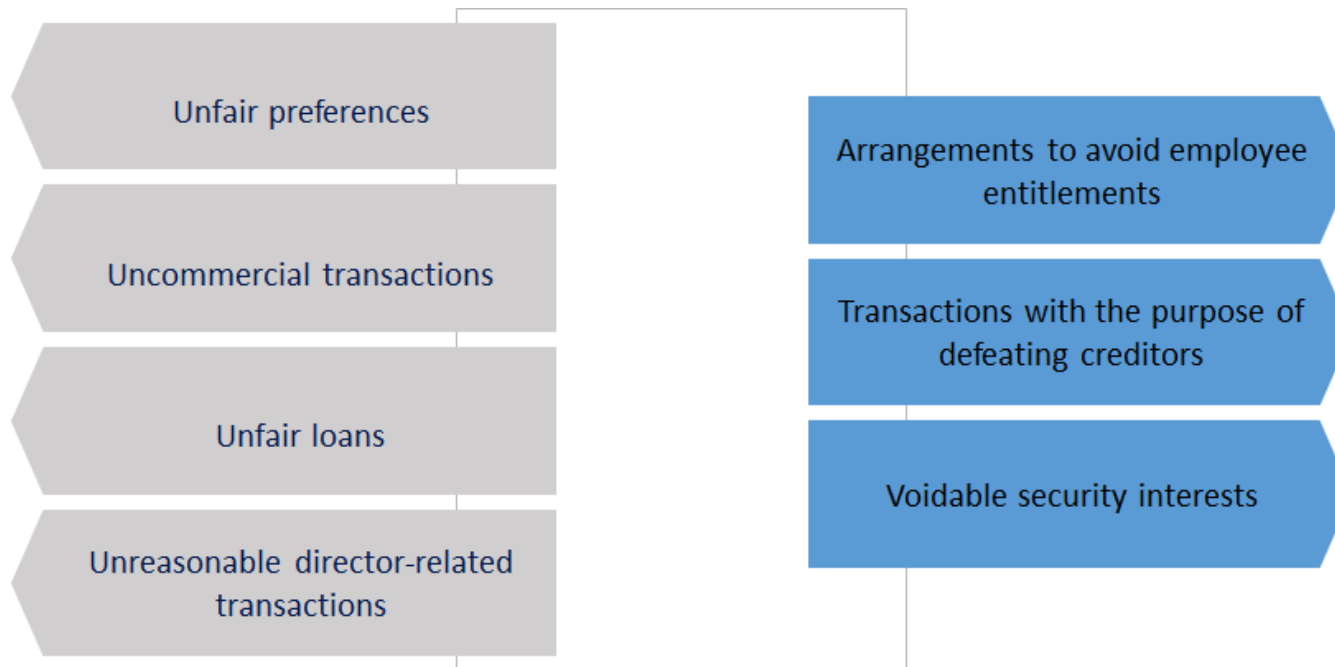 Unfair preferences
Uncommercial transactions
Unfair loans
Unreasonable director-related
transactions
Arrangements to avoid employee
entitlements
Transactions with the purpose of
defeating creditors
Voidable security interests